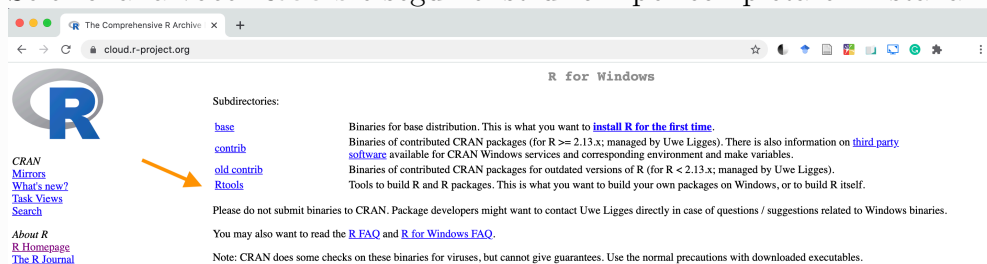 The Comprehensive R Archive
cloud.r-project.org
R for Windows
R
Subdirectories:
base Binaries for base distribution. This is what you want to install R for the first time.
contrib Binaries of contributed CRAN packages (for R >= 2.13.x; managed by Uwe Ligges). There is also information on third party
software available for CRAN Windows services and corresponding environment and make variables.
old contrib Binaries of contributed CRAN packages for outdated versions of R (for R < 2.13.x; managed by Uwe Ligges).
Rtools Tools to build R and R packages. This is what you want to build your own packages on Windows, or to build R itself.
Please do not submit binaries to CRAN. Package developers might want to contact Uwe Ligges directly in case of questions / suggestions related to Windows binaries.
You may also want to read the R FAQ and R for Windows FAQ.
Note: CRAN does some checks on these binaries for viruses, but cannot give guarantees. Use the normal precautions with downloaded executables.
CRAN
Mirrors
What's new?
Task Views
Search
About R
R Homepage
The R Journal